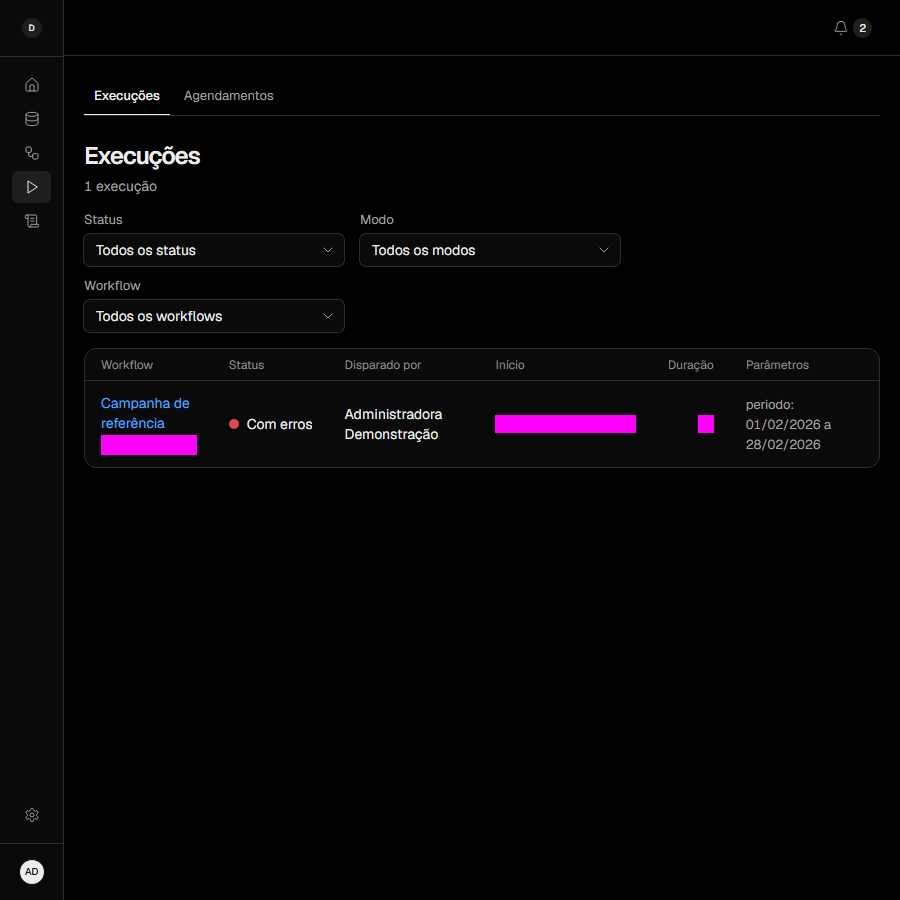 D
2
Execuções Agendamentos
Execuções
1 execução
Status Modo
Todos os status Todos os modos
Workflow
Todos os workflows
Workflow Status Disparado por Início Duração Parâmetros
Campanha de
referência
Com erros
Administradora
Demonstração
periodo:
01/02/2026 a
28/02/2026
AD